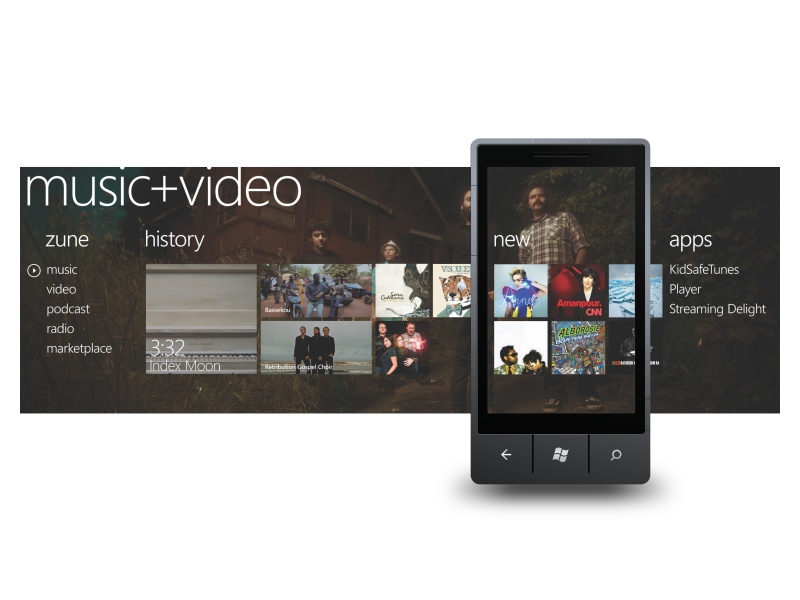 music+video
zune
music
video
podcast
radio
marketplace
history
3:32
Index Moon
Bassekou
Retribution Gospel Choir
new
Amanpour.
CNN
apps
KidSafeTunes
Player
Streaming Delight